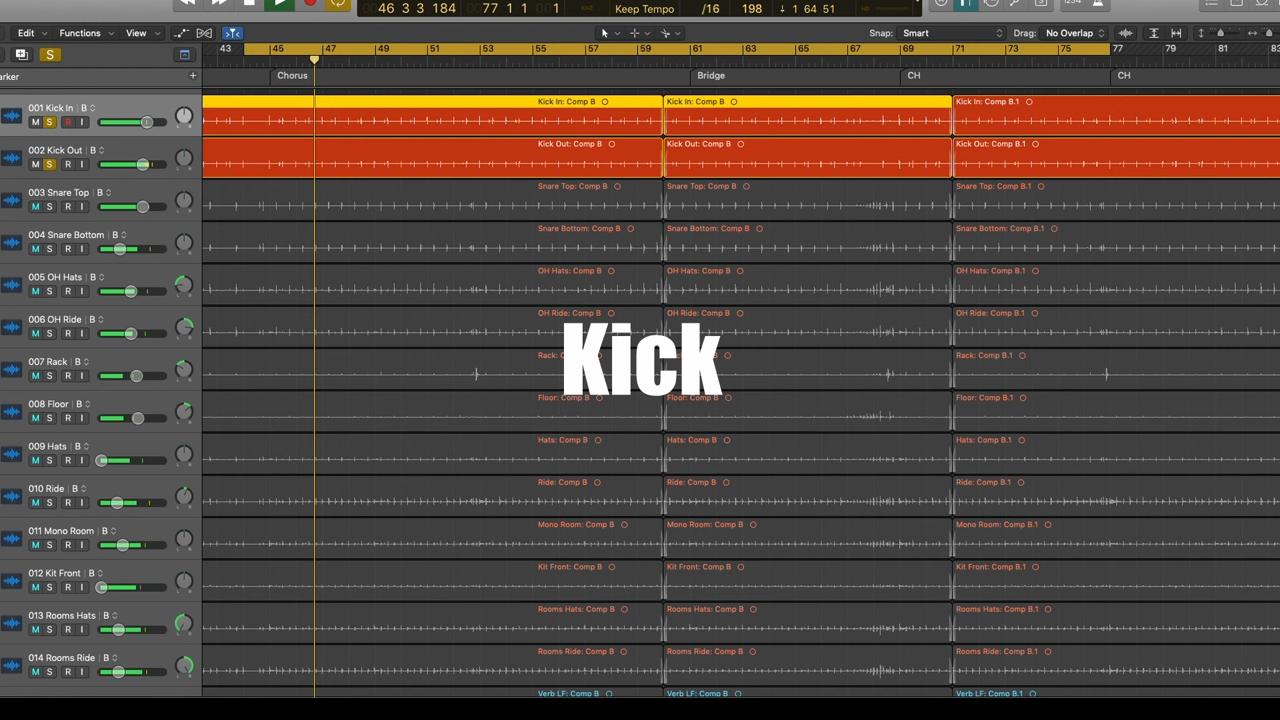 46 3 3 184 0077 1 1 001 Keep Tempo /16 198 1 64 51 1234
Edit Functions View Snap: Smart Drag: No Overlap
S 43 45 47 49 51 53 55 57 59 61 63 65 67 69 71 73 75 77 79 81 83
arker + Chorus Bridge CH CH
001 Kick In B Kick In: Comp B Kick In: Comp B Kick In: Comp B.1
M S R I
002 Kick Out B Kick Out: Comp B Kick Out: Comp B Kick Out: Comp B.1
M S R I
003 Snare Top B Snare Top: Comp B Snare Top: Comp B Snare Top: Comp B.1
M S R I
004 Snare Bottom B Snare Bottom: Comp B Snare Bottom: Comp B Snare Bottom: Comp B.1
M S R I
005 OH Hats B OH Hats: Comp B OH Hats: Comp B OH Hats: Comp B.1
M S R I
006 OH Ride B OH Ride: Comp B OH Ride: Comp B OH Ride: Comp B.1
M S R I
Kick
007 Rack B Rack: C B Rack: Comp B.1
M S R I
008 Floor B Floor: Comp B Floor: Comp B Floor: Comp B.1
M S R I
009 Hats B Hats: Comp B Hats: Comp B Hats: Comp B.1
M S R I
010 Ride B Ride: Comp B Ride: Comp B Ride: Comp B.1
M S R I
011 Mono Room B Mono Room: Comp B Mono Room: Comp B Mono Room: Comp B.1
M S R I
012 Kit Front B Kit Front: Comp B Kit Front: Comp B Kit Front: Comp B.1
M S R I
013 Rooms Hats B Rooms Hats: Comp B Rooms Hats: Comp B Rooms Hats: Comp B.1
M S R I
014 Rooms Ride B Rooms Ride: Comp B Rooms Ride: Comp B Rooms Ride: Comp B.1
M S R I
Verb LF: Comp B Verb LF: Comp B Verb LF: Comp B.1